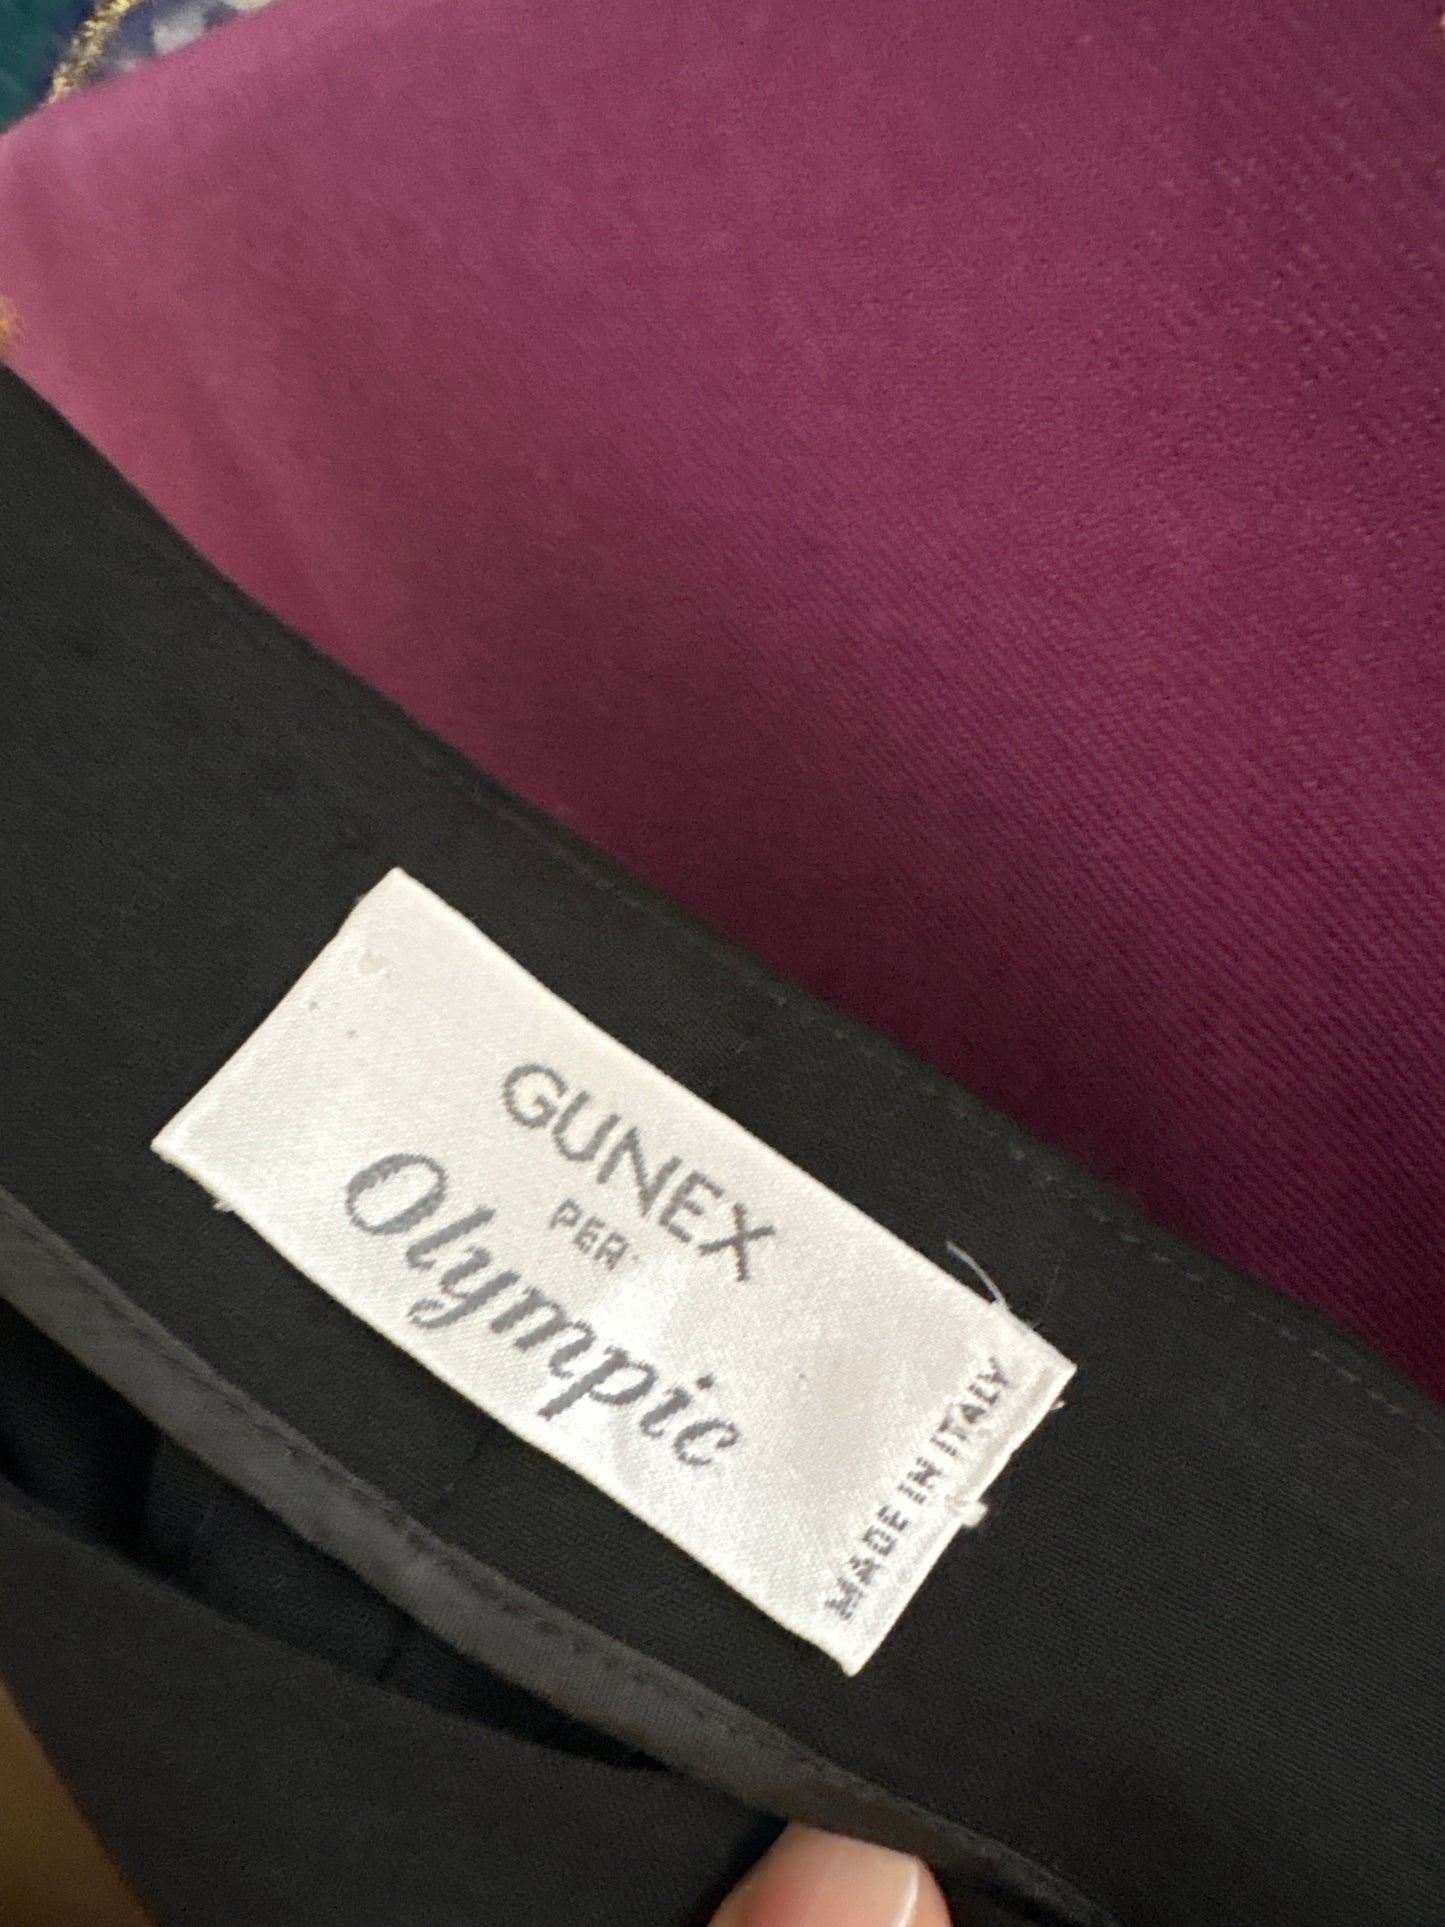 GUNEX
PER
Olympic
MADE IN ITALY